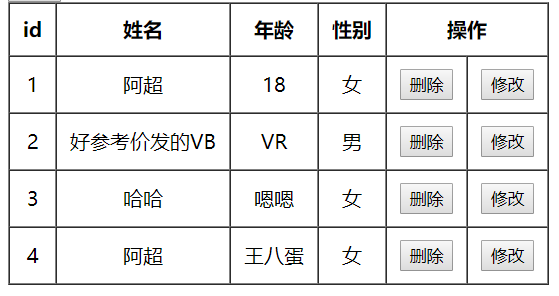 id 姓名 年龄 性别 操作
1 阿超 18 女 删除 修改
2 好参考价发的VB VR 男 删除 修改
3 哈哈 嗯嗯 女 删除 修改
4 阿超 王八蛋 女 删除 修改